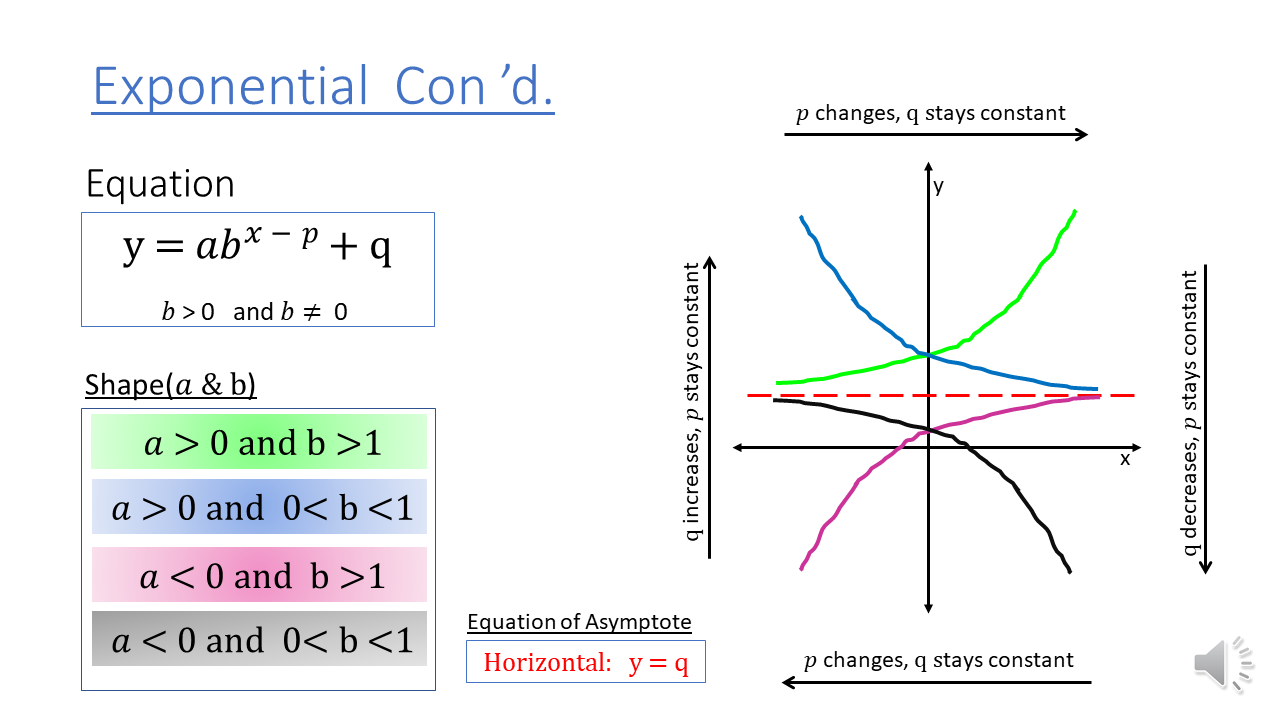 Exponential Con ’d.
Equation
y = ab^{x − p} + q
b > 0 and b ≠ 0
Shape(a & b)
a > 0 and b >1
a > 0 and 0< b <1
a < 0 and b >1
a < 0 and 0< b <1
Equation of Asymptote
Horizontal: y = q
p changes, q stays constant
q increases, p stays constant
y
x
q decreases, p stays constant
p changes, q stays constant